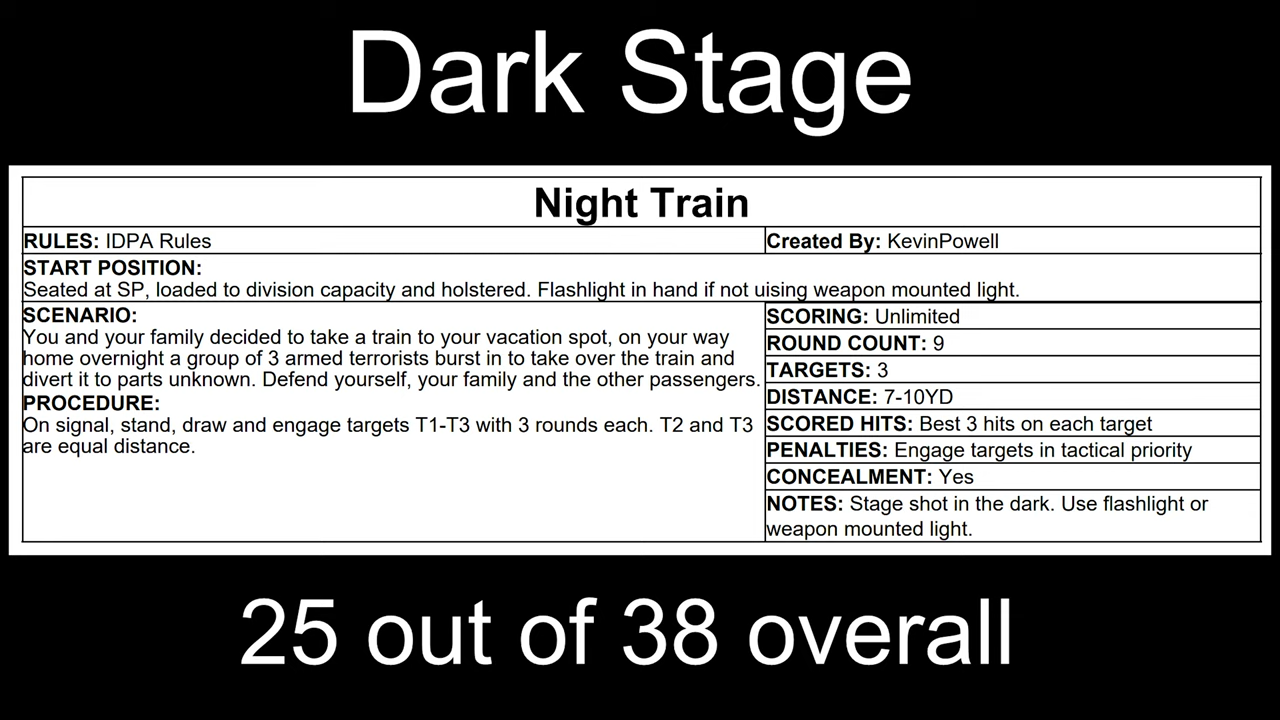 Dark Stage
Night Train
RULES: IDPA Rules
Created By: KevinPowell
START POSITION:
Seated at SP, loaded to division capacity and holstered. Flashlight in hand if not uising weapon mounted light.
SCENARIO:
You and your family decided to take a train to your vacation spot, on your way
home overnight a group of 3 armed terrorists burst in to take over the train and
divert it to parts unknown. Defend yourself, your family and the other passengers.
PROCEDURE:
On signal, stand, draw and engage targets T1-T3 with 3 rounds each. T2 and T3
are equal distance.
SCORING: Unlimited
ROUND COUNT: 9
TARGETS: 3
DISTANCE: 7-10YD
SCORED HITS: Best 3 hits on each target
PENALTIES: Engage targets in tactical priority
CONCEALMENT: Yes
NOTES: Stage shot in the dark. Use flashlight or
weapon mounted light.
25 out of 38 overall